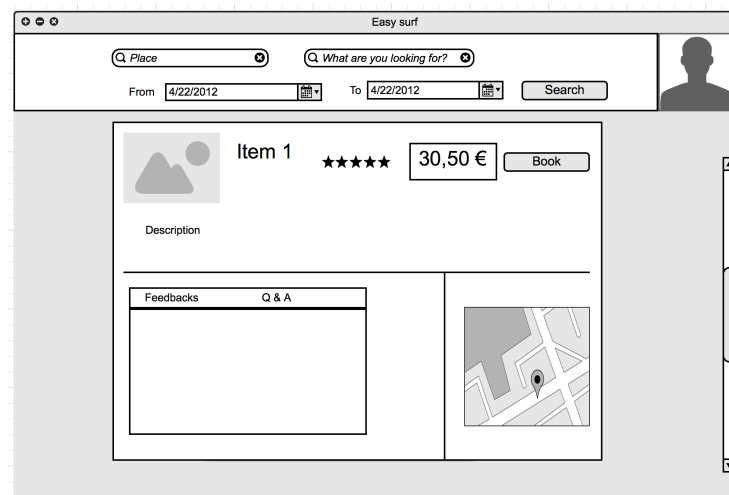 Easy surf
Place What are you looking for?
From 4/22/2012 To 4/22/2012 Search
Item 1 ★★★★★ 30,50 € Book
Description
Feedbacks Q & A